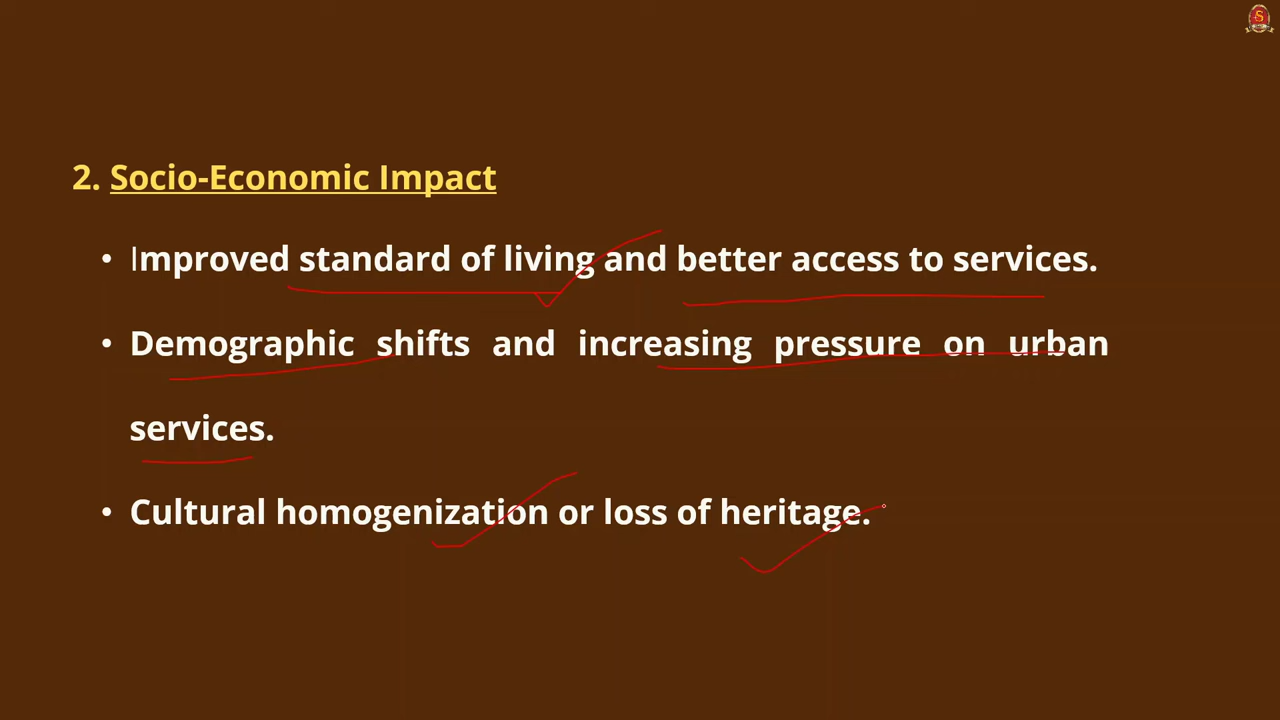 2. Socio-Economic Impact
• Improved standard of living and better access to services.
• Demographic shifts and increasing pressure on urban
services.
• Cultural homogenization or loss of heritage.
S